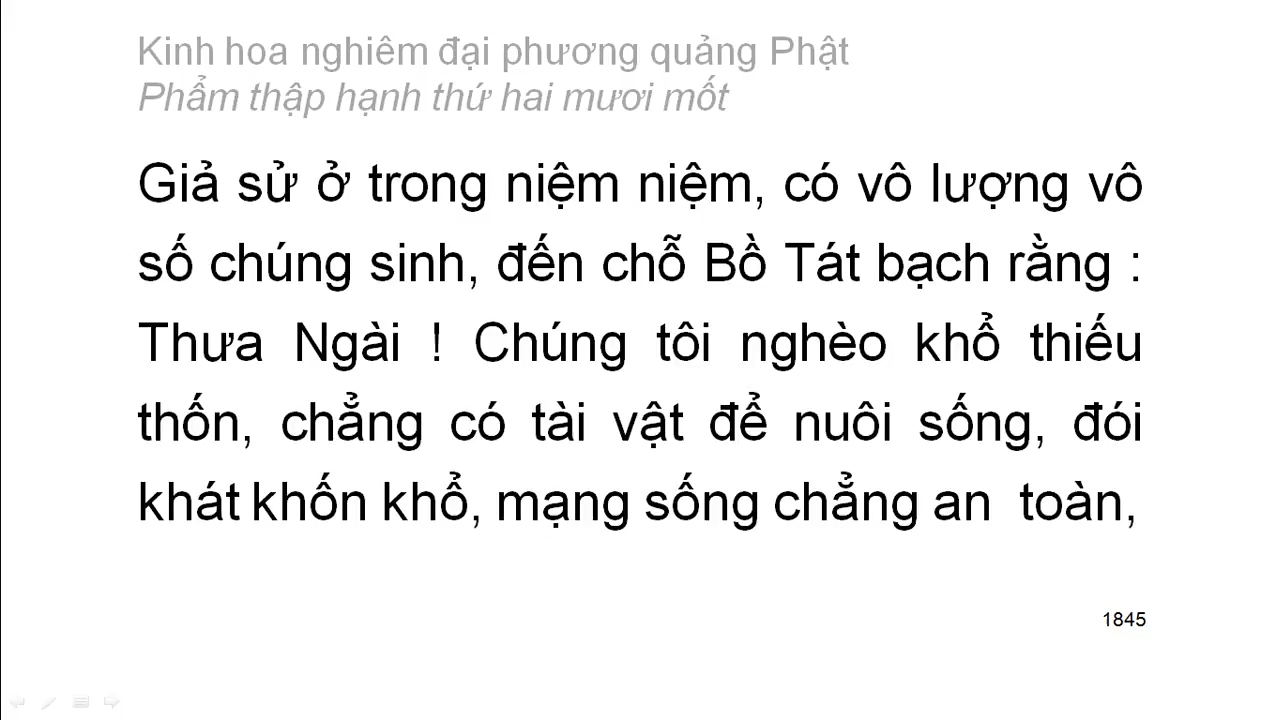 Kinh hoa nghiêm đại phương quảng Phật
Phẩm thập hạnh thứ hai mươi mốt
Giả sử ở trong niệm niệm, có vô lượng vô
số chúng sinh, đến chỗ Bồ Tát bạch rằng :
Thưa Ngài ! Chúng tôi nghèo khổ thiếu
thốn, chẳng có tài vật để nuôi sống, đói
khát khốn khổ, mạng sống chẳng an toàn,
1845